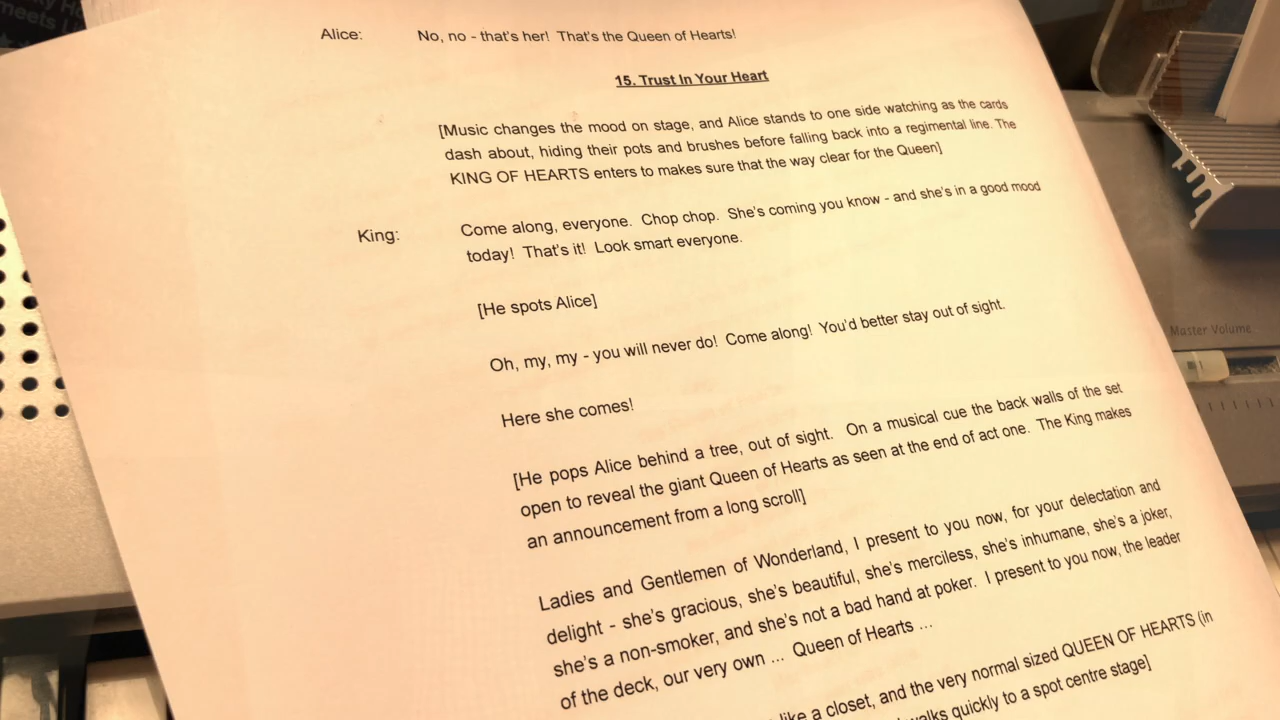 Alice: No, no - that's her! That's the Queen of Hearts!
15. Trust In Your Heart
[Music changes the mood on stage, and Alice stands to one side watching as the cards
dash about, hiding their pots and brushes before falling back into a regimental line. The
KING OF HEARTS enters to makes sure that the way clear for the Queen]
King: Come along, everyone. Chop chop. She's coming you know - and she's in a good mood
today! That's it! Look smart everyone.
[He spots Alice]
Oh, my, my - you will never do! Come along! You'd better stay out of sight.
Here she comes!
[He pops Alice behind a tree, out of sight. On a musical cue the back walls of the set
open to reveal the giant Queen of Hearts as seen at the end of act one. The King makes
an announcement from a long scroll]
Ladies and Gentlemen of Wonderland, I present to you now, for your delectation and
delight - she's gracious, she's beautiful, she's merciless, she's inhumane, she's a joker,
she's a non-smoker, and she's not a bad hand at poker. I present to you now, the leader
of the deck, our very own ... Queen of Hearts ...
like a closet, and the very normal sized QUEEN OF HEARTS (in
walks quickly to a spot centre stage]
Master Volume